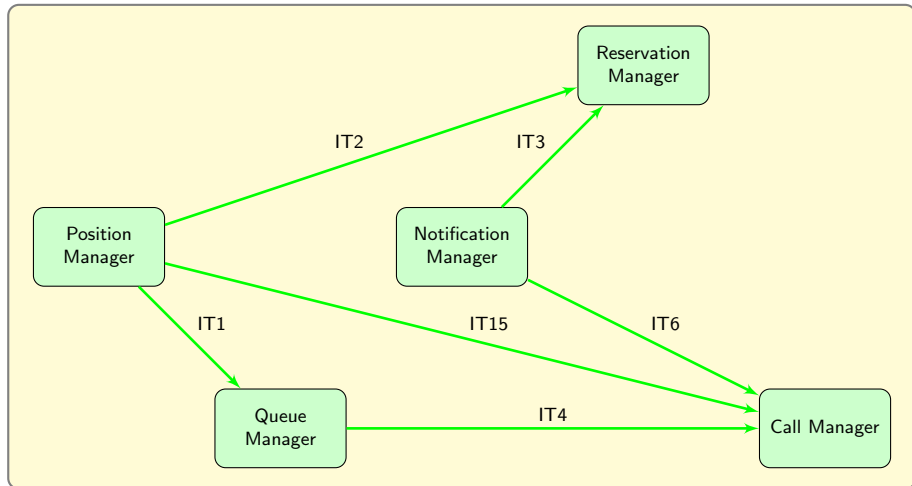 Reservation
Manager
IT2
IT3
Position
Manager
Notification
Manager
IT1
IT15
IT6
Queue
Manager
IT4
Call Manager